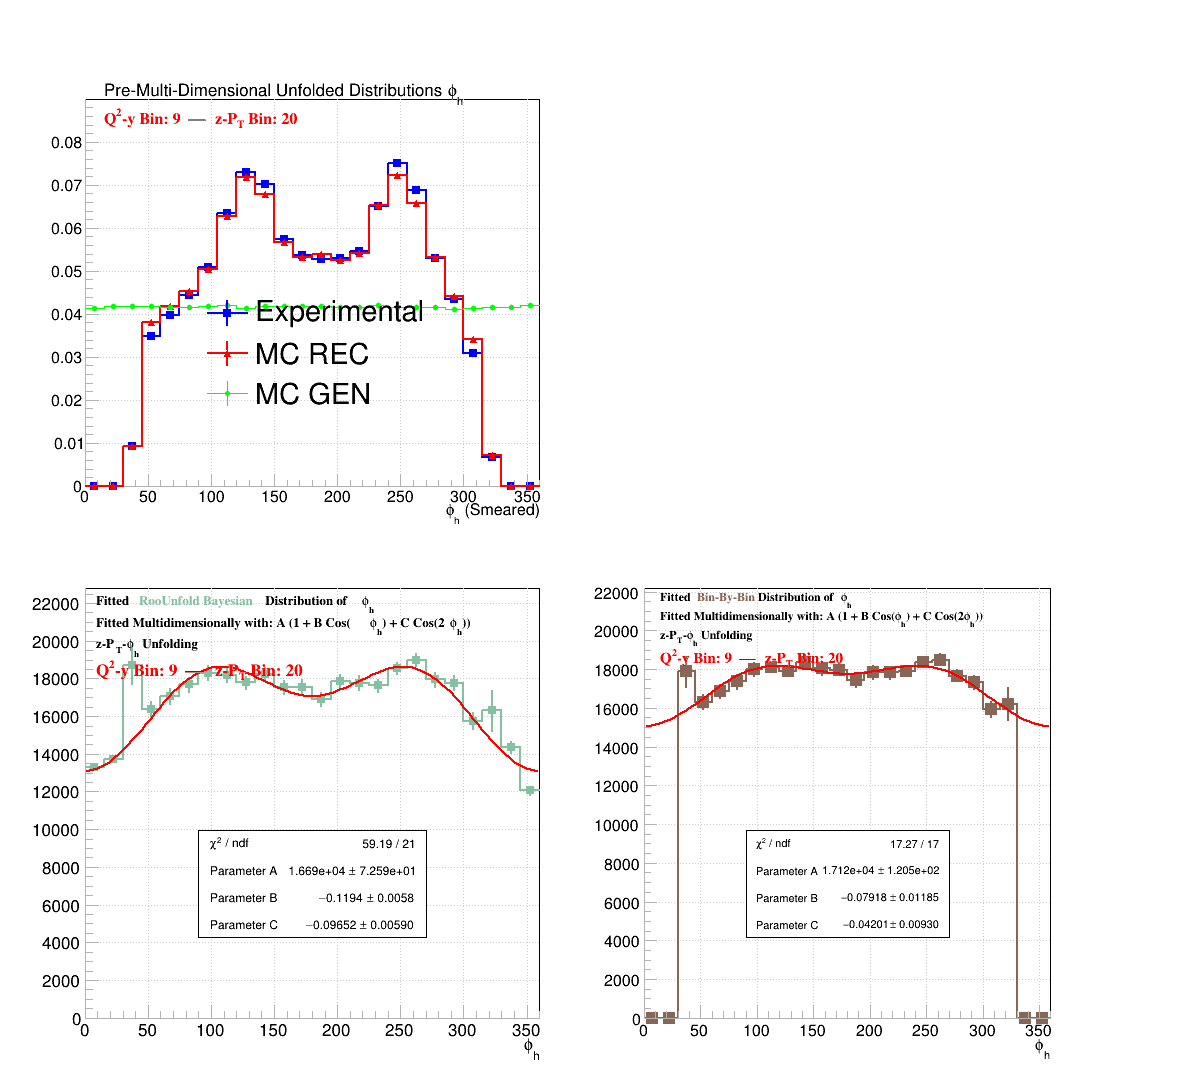 Pre-Multi-Dimensional Unfolded Distributions ϕh
Q²-y Bin: 9 — z-PT Bin: 20
0.08
0.07
0.06
0.05
0.04
0.03
0.02
0.01
0
Experimental
MC REC
MC GEN
0 50 100 150 200 250 300 350
ϕh (Smeared)
Fitted RooUnfold Bayesian Distribution of ϕh
Fitted Multidimensionally with: A (1 + B Cos(ϕh) + C Cos(2 ϕh))
z-PT-ϕh Unfolding
Q²-y Bin: 9 — z-PT Bin: 20
22000
20000
18000
16000
14000
12000
10000
8000
6000
4000
2000
0
χ² / ndf 59.19 / 21
Parameter A 1.669e+04 ± 7.259e+01
Parameter B −0.1194 ± 0.0058
Parameter C −0.09652 ± 0.00590
0 50 100 150 200 250 300 350
ϕh
Fitted Bin-By-Bin Distribution of ϕh
Fitted Multidimensionally with: A (1 + B Cos(ϕh) + C Cos(2ϕh))
z-PT-ϕh Unfolding
Q²-y Bin: 9 — z-PT Bin: 20
22000
20000
18000
16000
14000
12000
10000
8000
6000
4000
2000
0
χ² / ndf 17.27 / 17
Parameter A 1.712e+04 ± 1.205e+02
Parameter B −0.07918 ± 0.01185
Parameter C −0.04201 ± 0.00930
0 50 100 150 200 250 300 350
ϕh